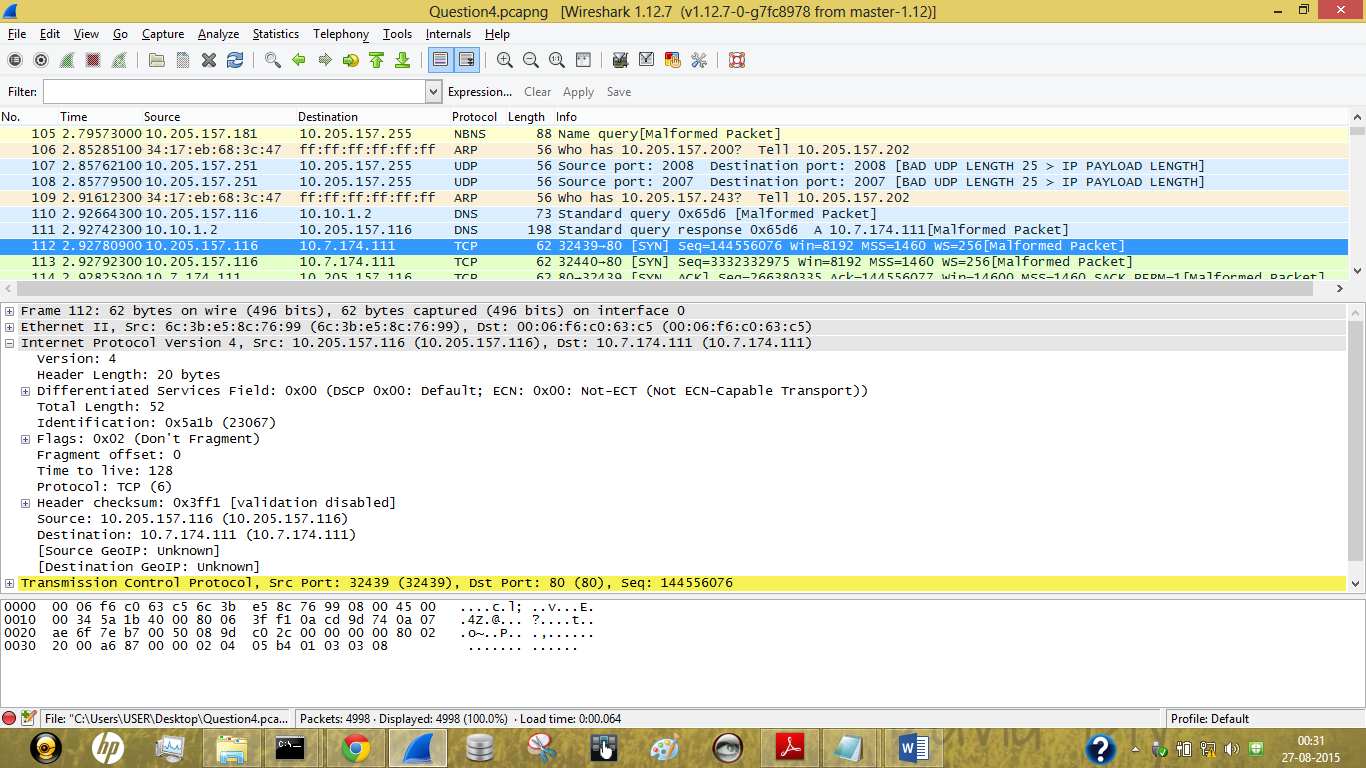 Question4.pcapng   [Wireshark 1.12.7  (v1.12.7-0-g7fc8978 from master-1.12)]
File Edit View Go Capture Analyze Statistics Telephony Tools Internals Help
Filter: Expression... Clear Apply Save
No. Time Source Destination Protocol Length Info
105 2.79573000 10.205.157.181 10.205.157.255 NBNS 88 Name query[Malformed Packet]
106 2.85285100 34:17:eb:68:3c:47 ff:ff:ff:ff:ff:ff ARP 56 Who has 10.205.157.200?  Tell 10.205.157.202
107 2.85762100 10.205.157.251 10.205.157.255 UDP 56 Source port: 2008  Destination port: 2008 [BAD UDP LENGTH 25 > IP PAYLOAD LENGTH]
108 2.85779500 10.205.157.251 10.205.157.255 UDP 56 Source port: 2007  Destination port: 2007 [BAD UDP LENGTH 25 > IP PAYLOAD LENGTH]
109 2.91612300 34:17:eb:68:3c:47 ff:ff:ff:ff:ff:ff ARP 56 Who has 10.205.157.243?  Tell 10.205.157.202
110 2.92664300 10.205.157.116 10.10.1.2 DNS 73 Standard query 0x65d6 [Malformed Packet]
111 2.92742300 10.10.1.2 10.205.157.116 DNS 198 Standard query response 0x65d6  A 10.7.174.111[Malformed Packet]
112 2.92780900 10.205.157.116 10.7.174.111 TCP 62 32439→80 [SYN] Seq=144556076 Win=8192 MSS=1460 WS=256[Malformed Packet]
113 2.92792300 10.205.157.116 10.7.174.111 TCP 62 32440→80 [SYN] Seq=3332332975 Win=8192 MSS=1460 WS=256[Malformed Packet]
114 2.92825300 10.7.174.111 10.205.157.116 TCP 62 80→32439 [SYN, ACK] Seq=266380335 Ack=144556077 Win=14600 MSS=1460 SACK_PERM=1[Malformed Packet]
Frame 112: 62 bytes on wire (496 bits), 62 bytes captured (496 bits) on interface 0
Ethernet II, Src: 6c:3b:e5:8c:76:99 (6c:3b:e5:8c:76:99), Dst: 00:06:f6:c0:63:c5 (00:06:f6:c0:63:c5)
Internet Protocol Version 4, Src: 10.205.157.116 (10.205.157.116), Dst: 10.7.174.111 (10.7.174.111)
Version: 4
Header Length: 20 bytes
Differentiated Services Field: 0x00 (DSCP 0x00: Default; ECN: 0x00: Not-ECT (Not ECN-Capable Transport))
Total Length: 52
Identification: 0x5a1b (23067)
Flags: 0x02 (Don't Fragment)
Fragment offset: 0
Time to live: 128
Protocol: TCP (6)
Header checksum: 0x3ff1 [validation disabled]
Source: 10.205.157.116 (10.205.157.116)
Destination: 10.7.174.111 (10.7.174.111)
[Source GeoIP: Unknown]
[Destination GeoIP: Unknown]
Transmission Control Protocol, Src Port: 32439 (32439), Dst Port: 80 (80), Seq: 144556076
0000  00 06 f6 c0 63 c5 6c 3b  e5 8c 76 99 08 00 45 00   ....c.l; ..v...E.
0010  00 34 5a 1b 40 00 80 06  3f f1 0a cd 9d 74 0a 07   .4Z.@... ?....t..
0020  ae 6f 7e b7 00 50 08 9d  c0 2c 00 00 00 00 80 02   .o~..P.. .,......
0030  20 00 a6 87 00 00 02 04  05 b4 01 03 03 08   ....... ......
File: "C:\Users\USER\Desktop\Question4.pca... Packets: 4998 · Displayed: 4998 (100.0%)  · Load time: 0:00.064 Profile: Default
00:31
27-08-2015